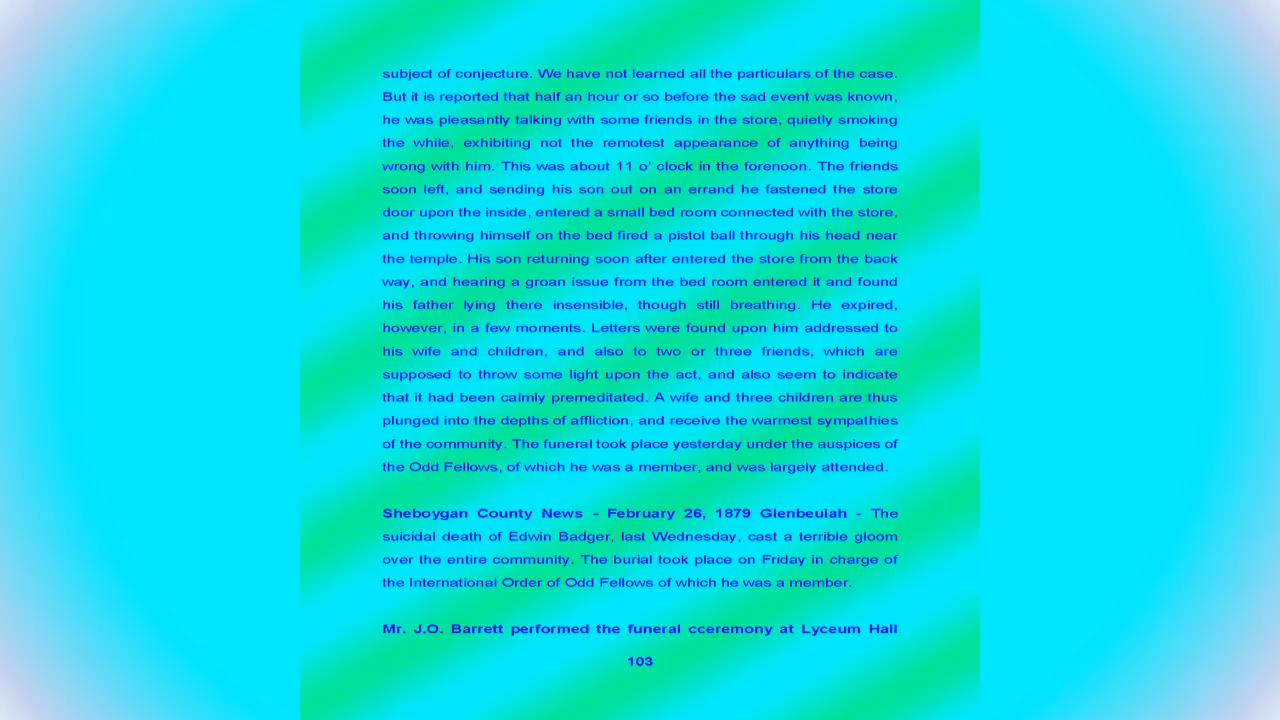 subject of conjecture. We have not learned all the particulars of the case.
But it is reported that half an hour or so before the sad event was known,
he was pleasantly talking with some friends in the store, quietly smoking
the while, exhibiting not the remotest appearance of anything being
wrong with him. This was about 11 o' clock in the forenoon. The friends
soon left, and sending his son out on an errand he fastened the store
door upon the inside, entered a small bed room connected with the store,
and throwing himself on the bed fired a pistol ball through his head near
the temple. His son returning soon after entered the store from the back
way, and hearing a groan issue from the bed room entered it and found
his father lying there insensible, though still breathing. He expired,
however, in a few moments. Letters were found upon him addressed to
his wife and children, and also to two or three friends, which are
supposed to throw some light upon the act, and also seem to indicate
that it had been calmly premeditated. A wife and three children are thus
plunged into the depths of affliction, and receive the warmest sympathies
of the community. The funeral took place yesterday under the auspices of
the Odd Fellows, of which he was a member, and was largely attended.
Sheboygan County News - February 26, 1879 Glenbeulah - The
suicidal death of Edwin Badger, last Wednesday, cast a terrible gloom
over the entire community. The burial took place on Friday in charge of
the International Order of Odd Fellows of which he was a member.
Mr. J.O. Barrett performed the funeral cceremony at Lyceum Hall
103